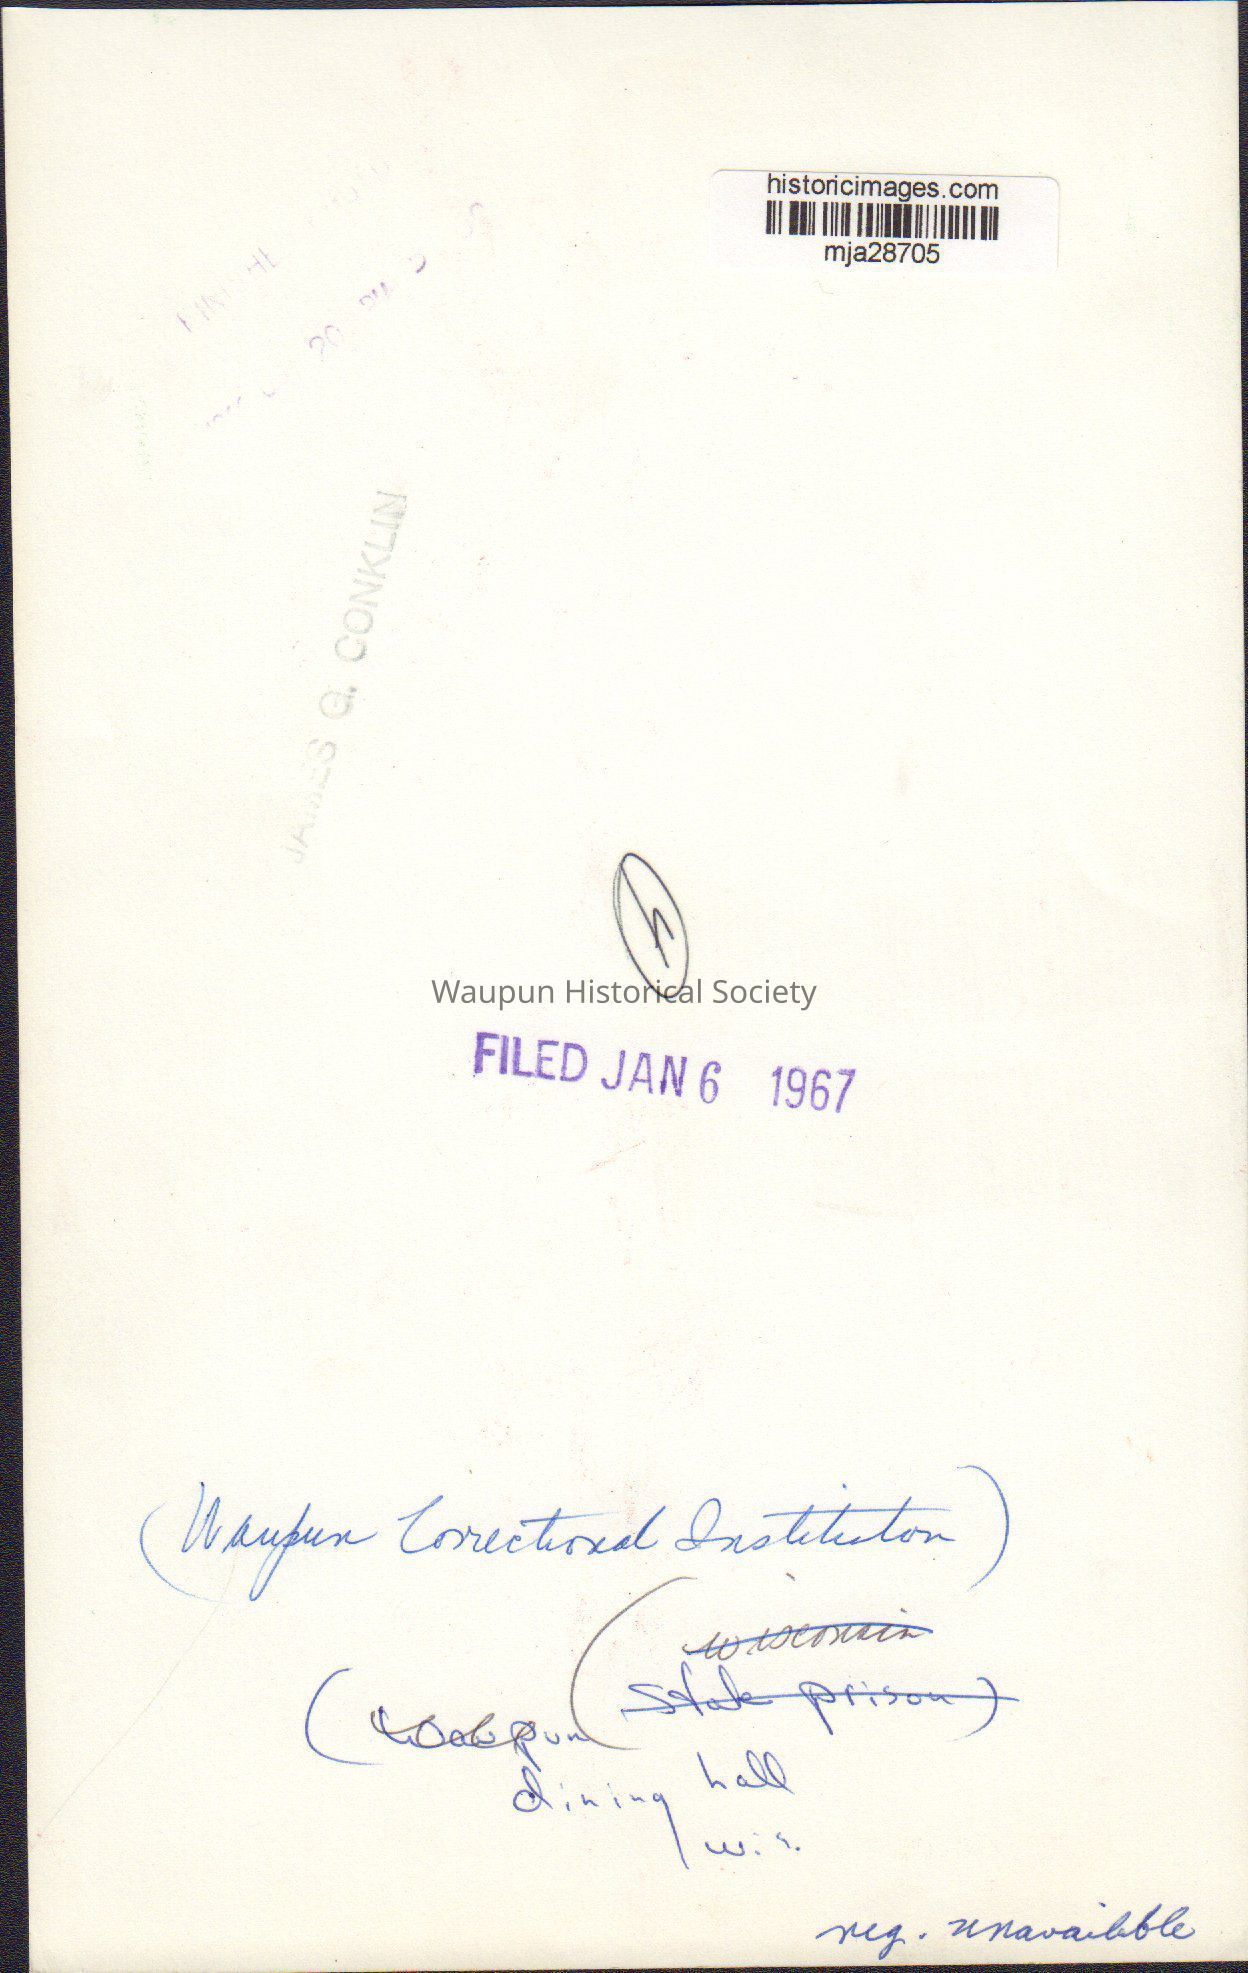 historicimages.com
mja28705
JAMES G. CONKLIN
h
Waupun Historical Society
FILED JAN 6 1967
(Waupun Correctional Institution)
(wisconsin
(Waupun State prison)
dining hall
wis.
neg. unavailible